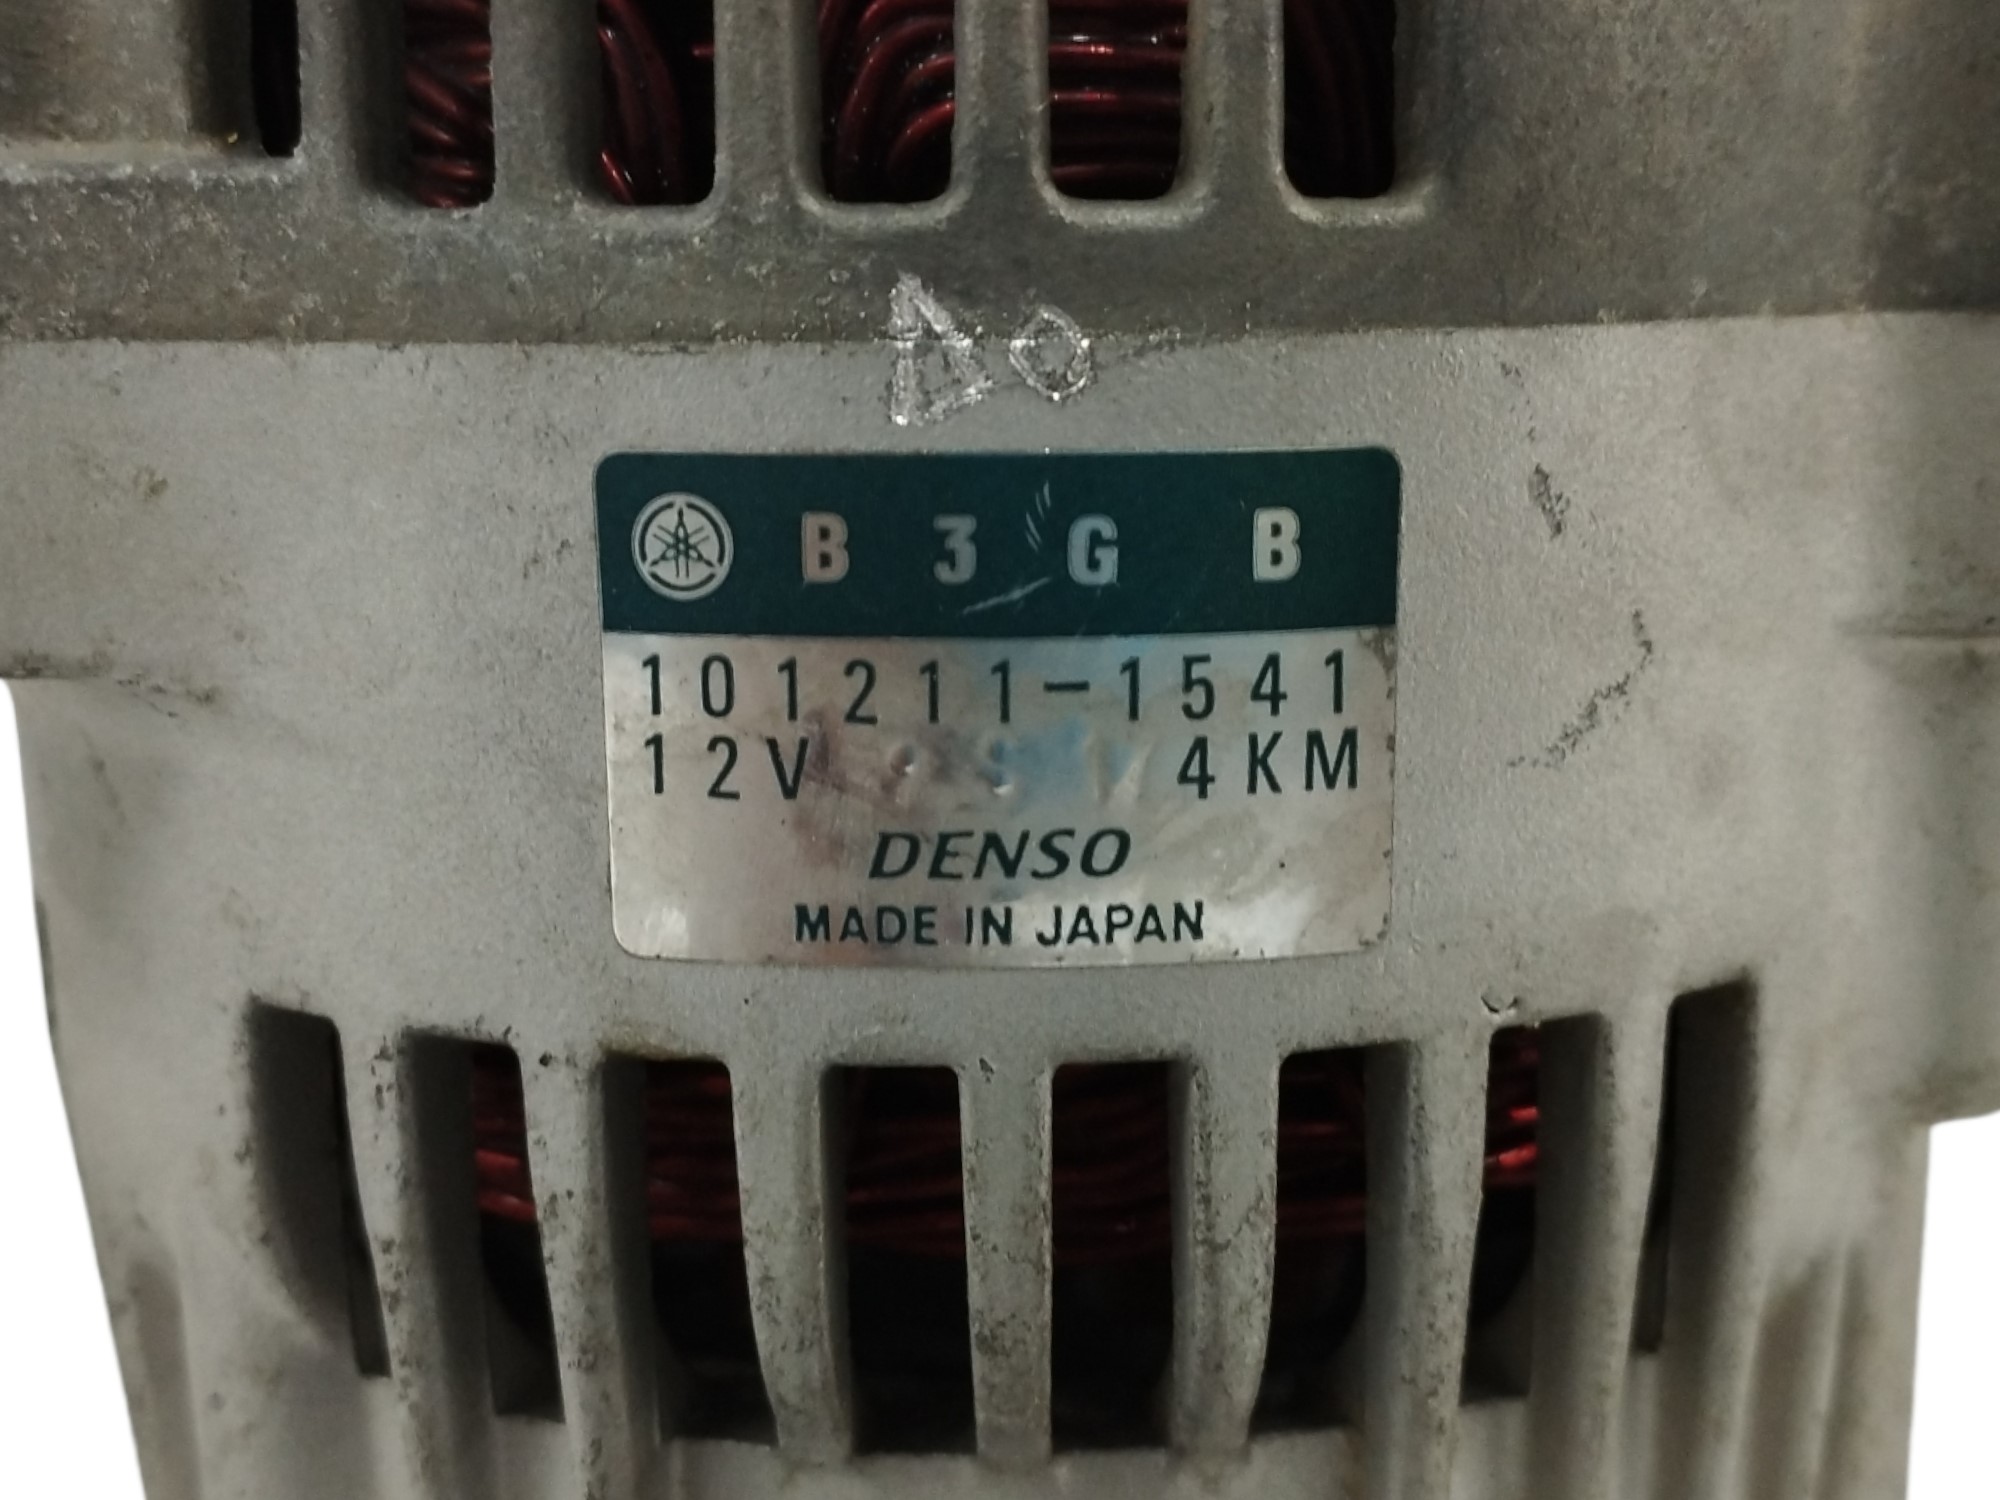 B 3 G B
101211-1541
12V 4KM
DENSO
MADE IN JAPAN